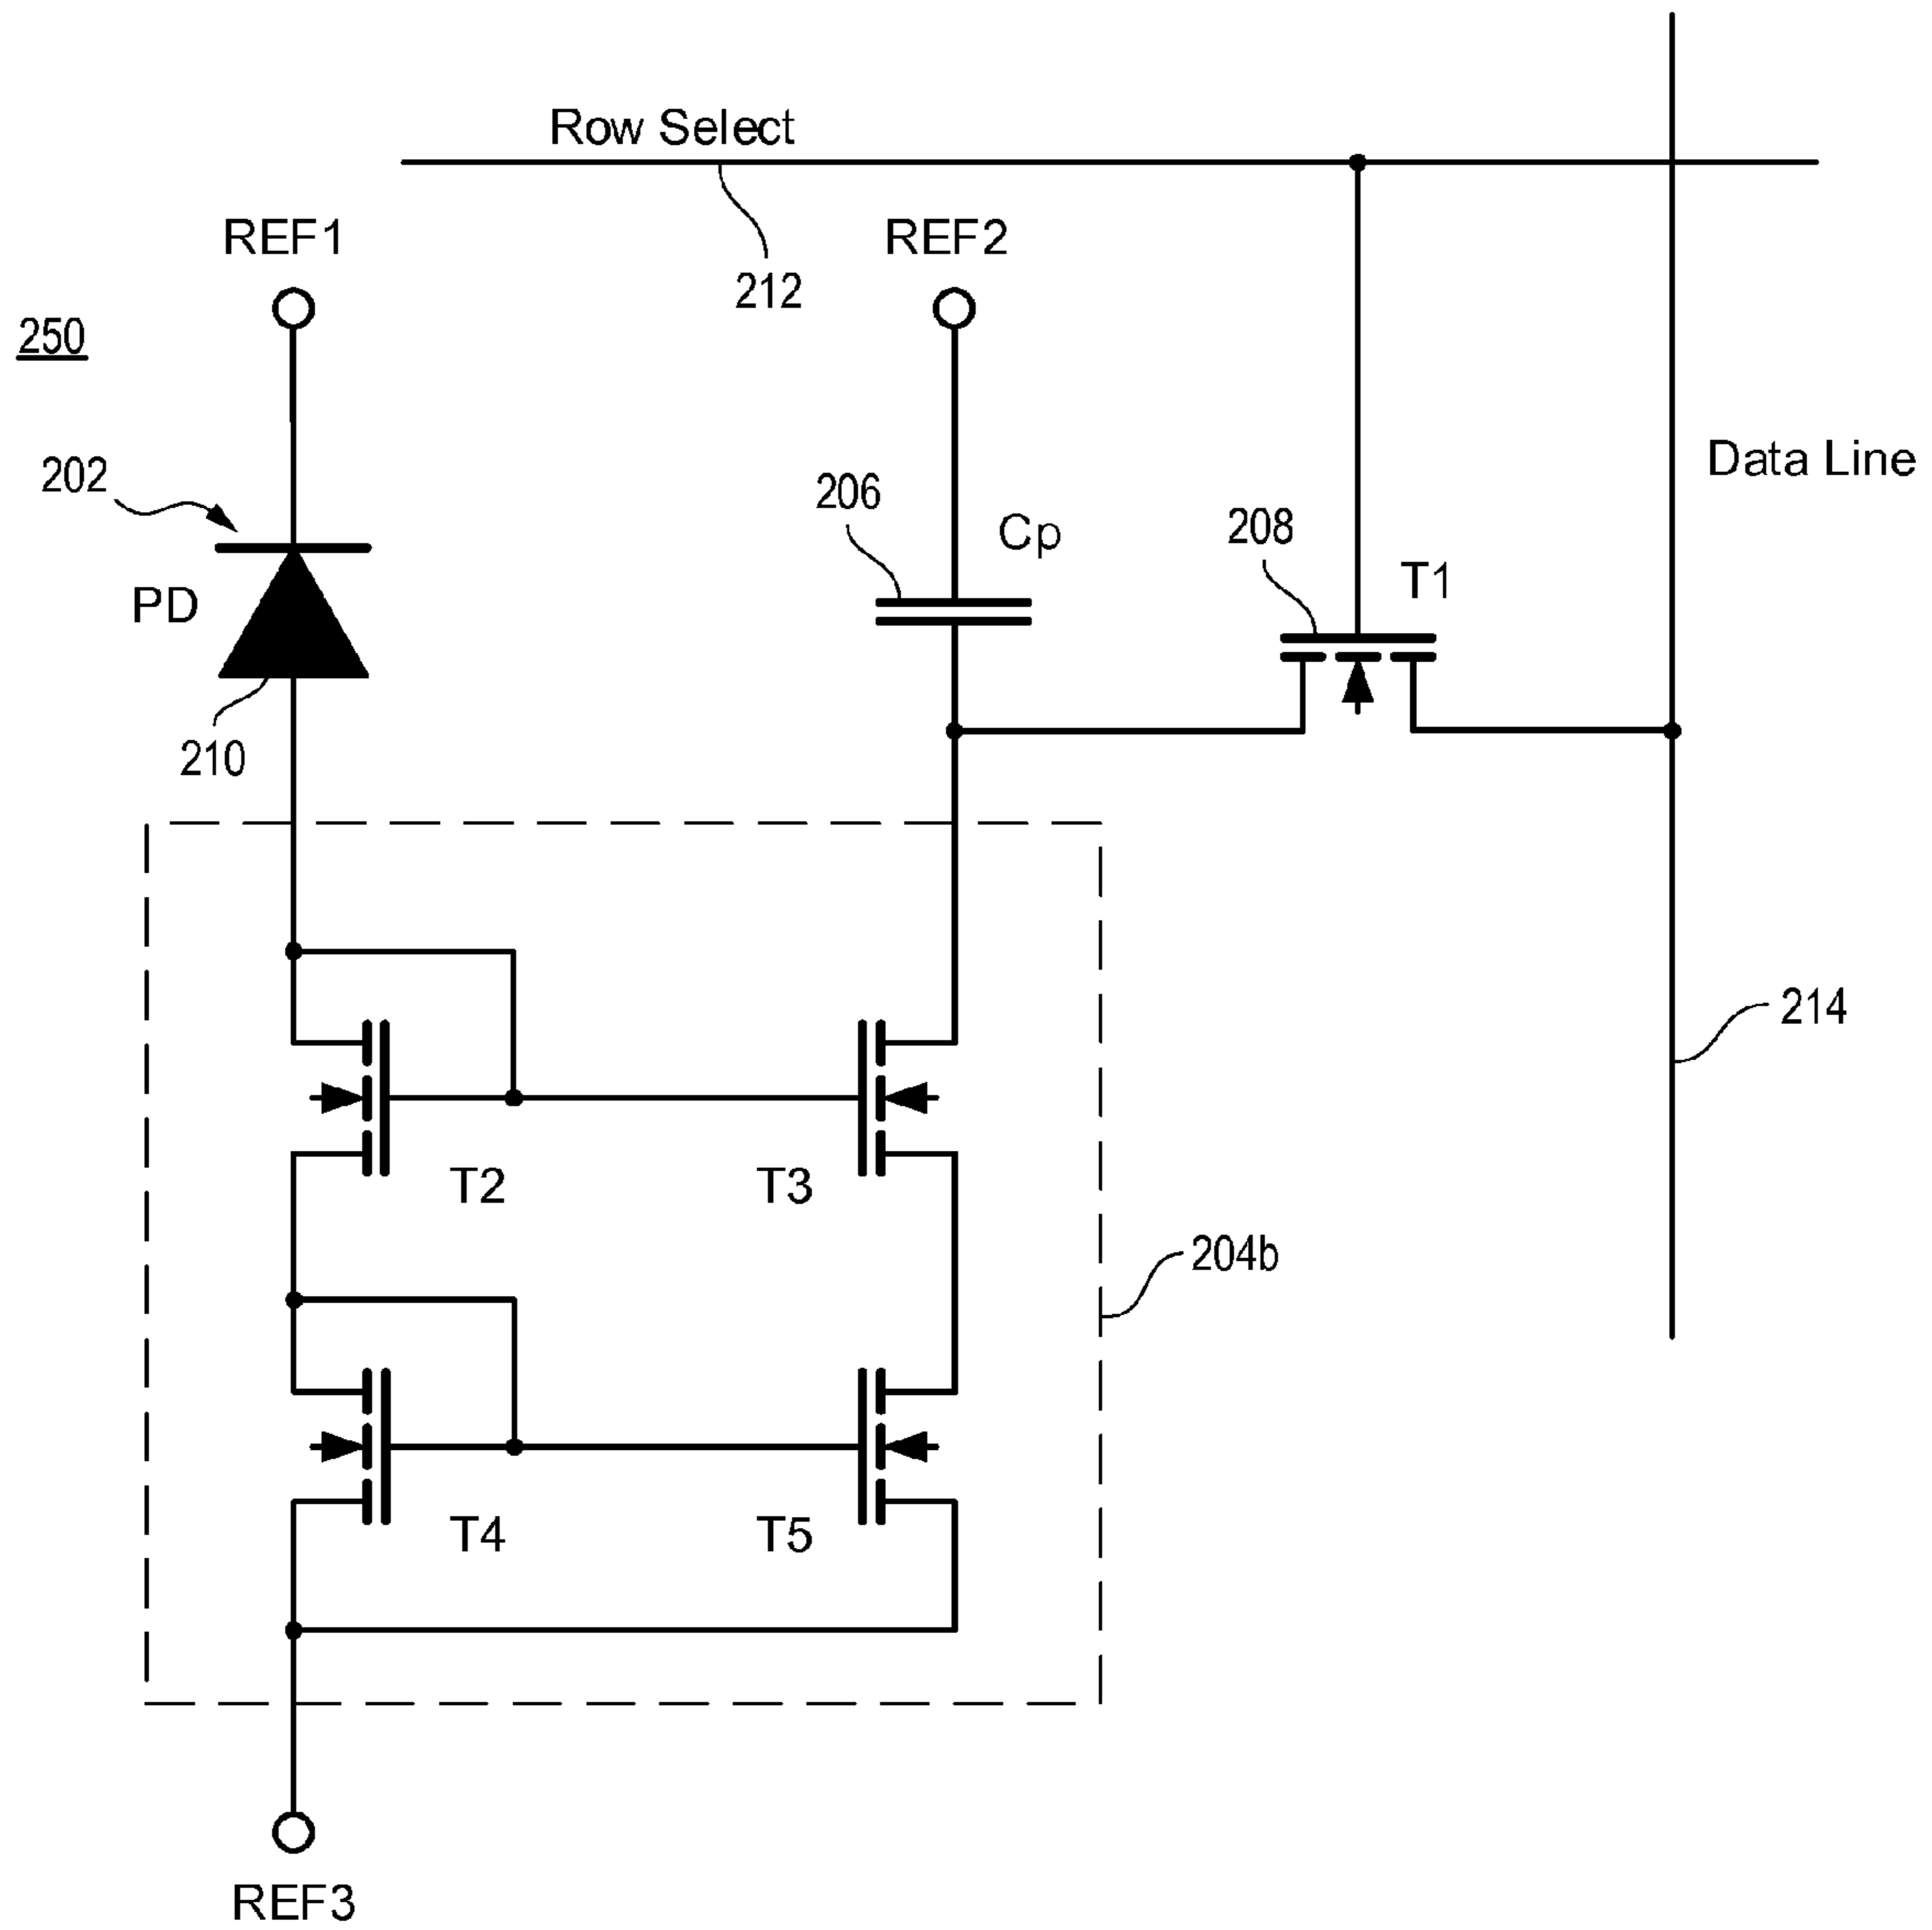 Row Select
REF1
REF2
212
250
Data Line
202
206
Cp
208
T1
PD
210
214
T2
T3
204b
T4
T5
REF3